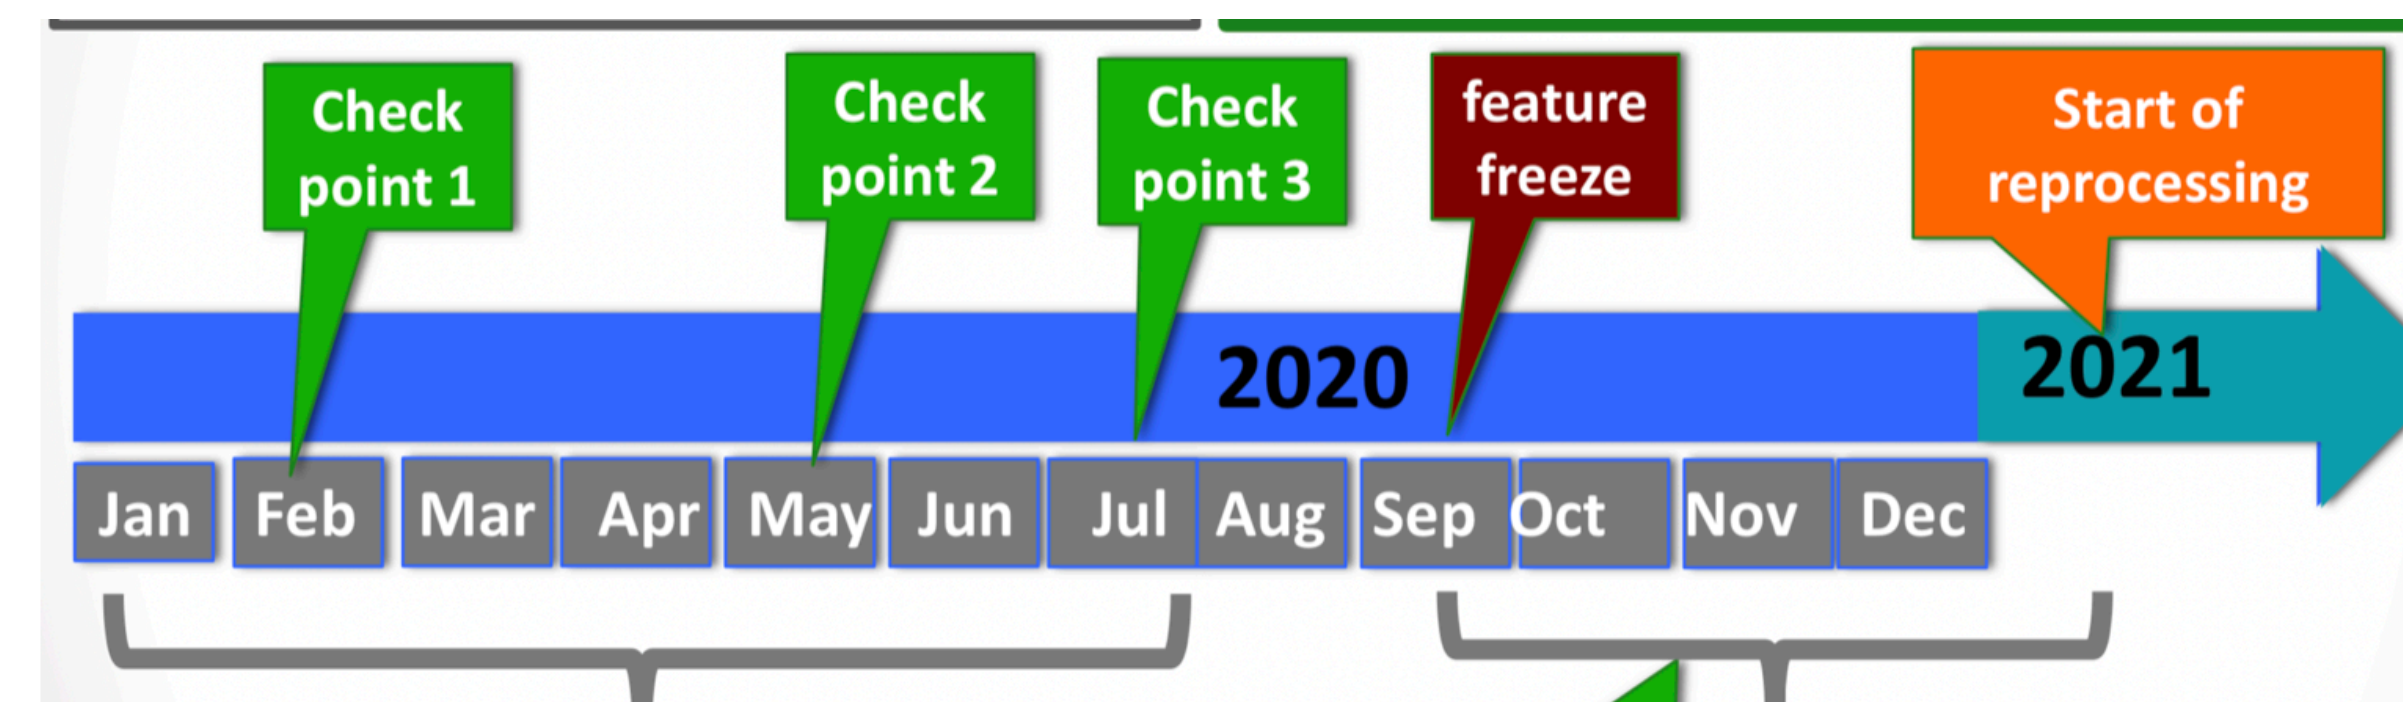 Check
point 1
Check
point 2
Check
point 3
feature
freeze
Start of
reprocessing
2020
2021
Jan Feb Mar Apr May Jun Jul Aug Sep Oct Nov Dec